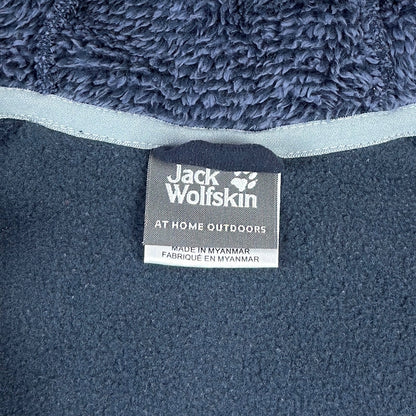 Jack
Wolfskin
AT HOME OUTDOORS
MADE IN MYANMAR
FABRIQUÉ EN MYANMAR